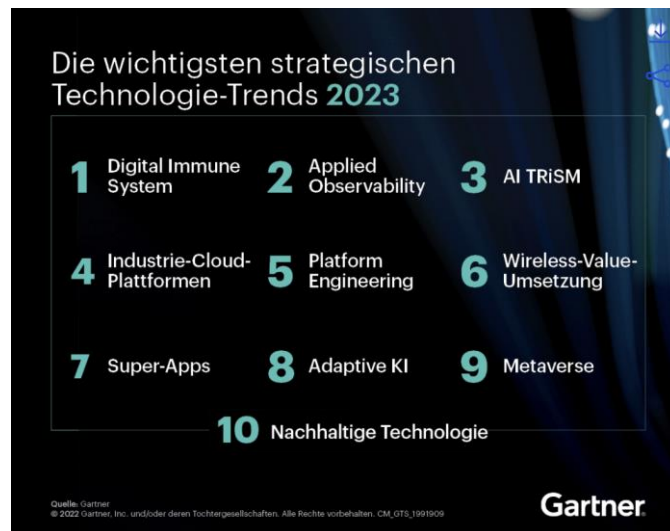 Die wichtigsten strategischen
Technologie-Trends 2023
1 Digital Immune
System
2 Applied
Observability
3 AI TRiSM
4 Industrie-Cloud-
Plattformen
5 Platform
Engineering
6 Wireless-Value-
Umsetzung
7 Super-Apps
8 Adaptive KI
9 Metaverse
10 Nachhaltige Technologie
Quelle: Gartner
© 2022 Gartner, Inc. und/oder deren Tochtergesellschaften. Alle Rechte vorbehalten. CM_GTS_1991909
Gartner